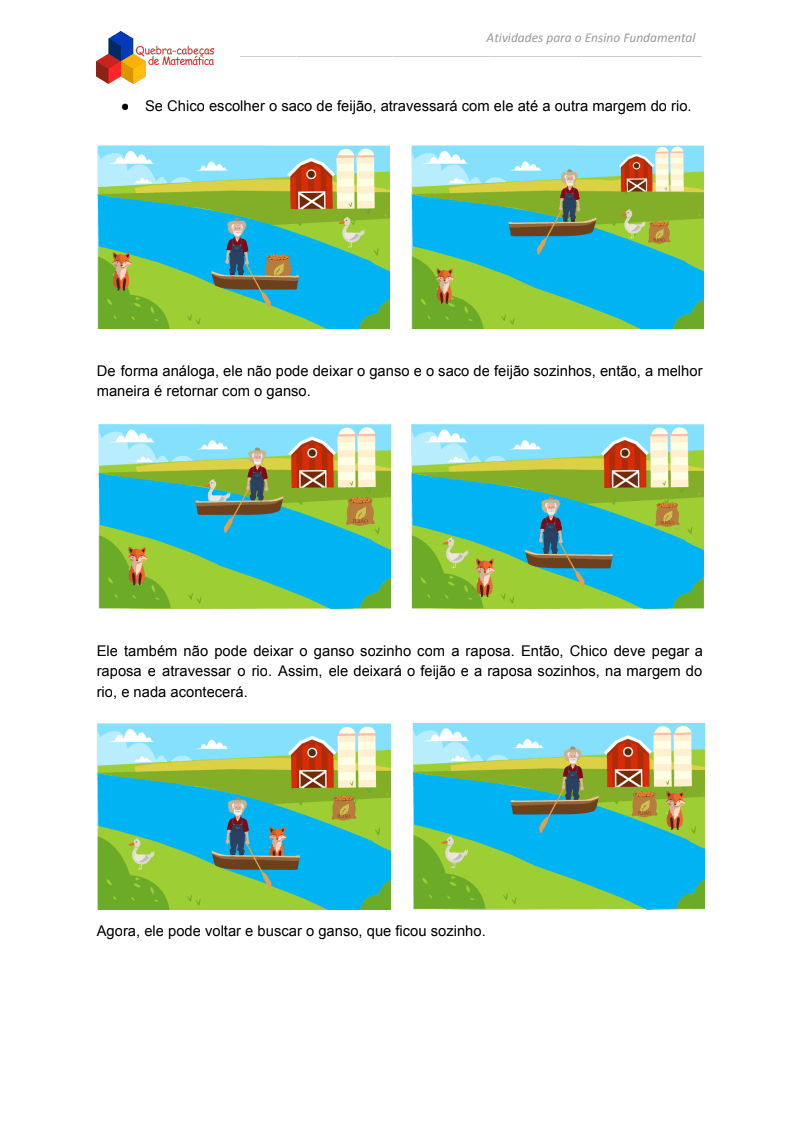 Quebra-cabeças
de Matemática
Atividades para o Ensino Fundamental
● Se Chico escolher o saco de feijão, atravessará com ele até a outra margem do rio.
De forma análoga, ele não pode deixar o ganso e o saco de feijão sozinhos, então, a melhor
maneira é retornar com o ganso.
Ele também não pode deixar o ganso sozinho com a raposa. Então, Chico deve pegar a
raposa e atravessar o rio. Assim, ele deixará o feijão e a raposa sozinhos, na margem do
rio, e nada acontecerá.
Agora, ele pode voltar e buscar o ganso, que ficou sozinho.